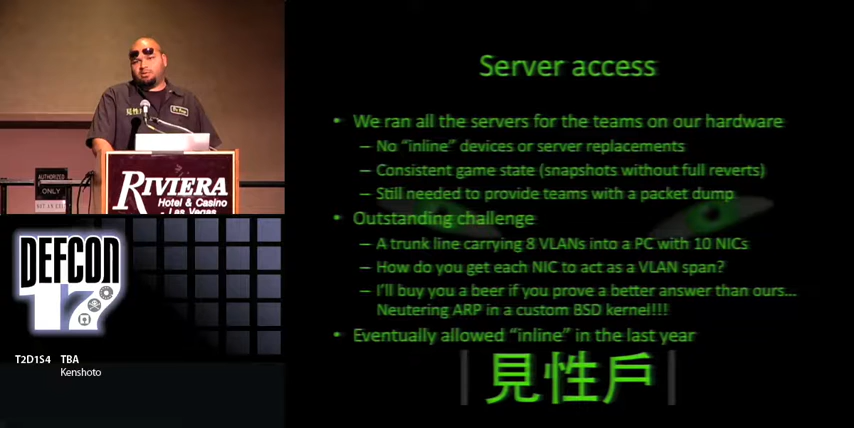 Server access
• We ran all the servers for the teams on our hardware
– No “inline” devices or server replacements
– Consistent game state (snapshots without full reverts)
– Still needed to provide teams with a packet dump
• Outstanding challenge
– A trunk line carrying 8 VLANs into a PC with 10 NICs
– How do you get each NIC to act as a VLAN span?
– I’ll buy you a beer if you prove a better answer than ours...
Neutering ARP in a custom BSD kernel!!!
• Eventually allowed “inline” in the last year
|見性戶|
見性戶
AUTHORIZED
ONLY
RIVIERA
Hotel & Casino
Las Vegas
DEFCON
17
T2D1S4 TBA
Kenshoto